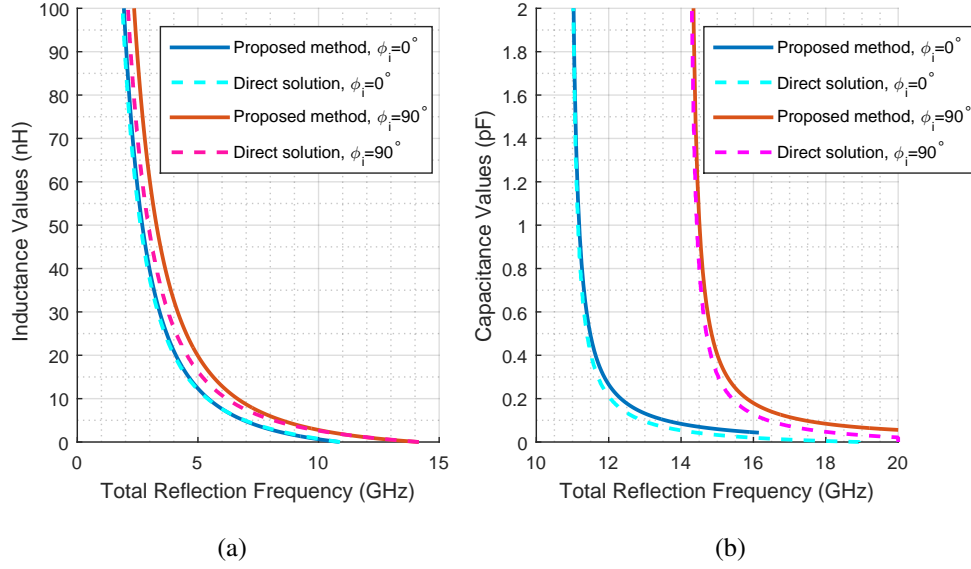 100
90
80
70
60
50
40
30
20
10
0
Inductance Values (nH)
0
5
10
15
Total Reflection Frequency (GHz)
Proposed method, ϕi=0°
Direct solution, ϕi=0°
Proposed method, ϕi=90°
Direct solution, ϕi=90°
(a)
2
1.8
1.6
1.4
1.2
1
0.8
0.6
0.4
0.2
0
Capacitance Values (pF)
10
12
14
16
18
20
Total Reflection Frequency (GHz)
Proposed method, ϕi=0°
Direct solution, ϕi=0°
Proposed method, ϕi=90°
Direct solution, ϕi=90°
(b)